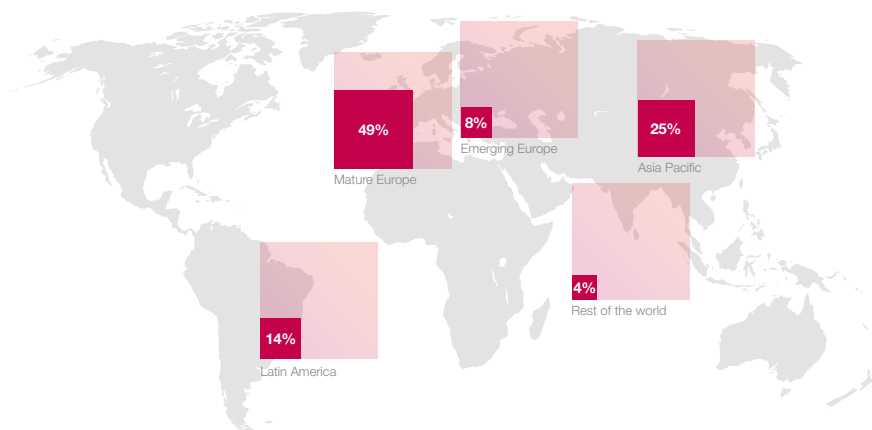 49%
Mature Europe
8%
Emerging Europe
25%
Asia Pacific
4%
Rest of the world
14%
Latin America